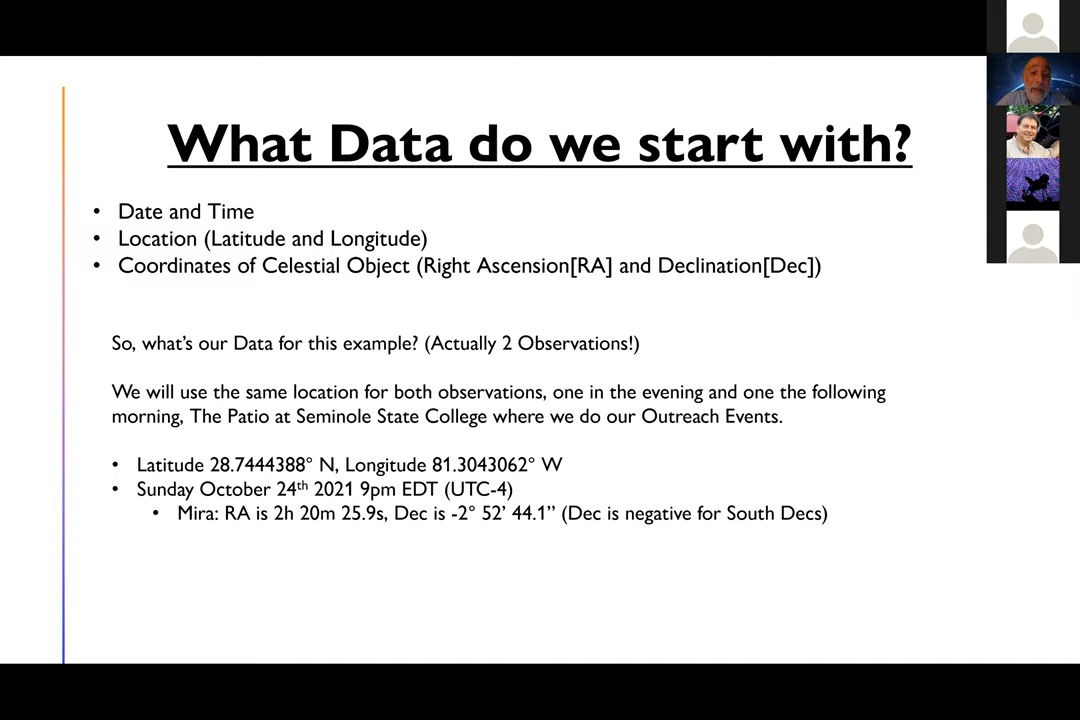 What Data do we start with?
• Date and Time
• Location (Latitude and Longitude)
• Coordinates of Celestial Object (Right Ascension[RA] and Declination[Dec])
So, what’s our Data for this example? (Actually 2 Observations!)
We will use the same location for both observations, one in the evening and one the following
morning, The Patio at Seminole State College where we do our Outreach Events.
• Latitude 28.7444388° N, Longitude 81.3043062° W
• Sunday October 24th 2021 9pm EDT (UTC-4)
• Mira: RA is 2h 20m 25.9s, Dec is -2° 52’ 44.1” (Dec is negative for South Decs)